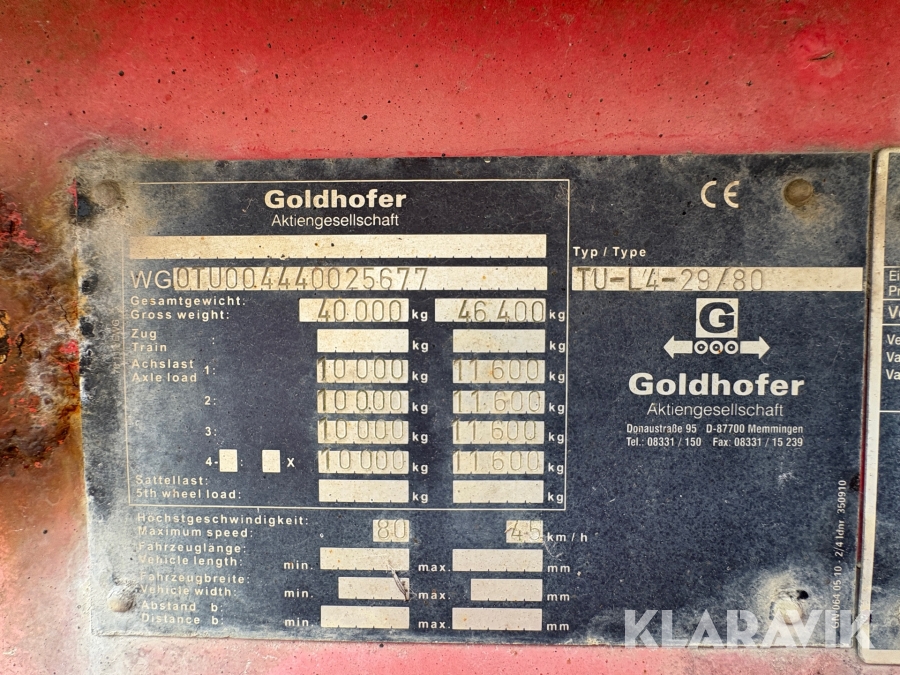 Goldhofer
Aktiengesellschaft
WG0TU004440025677
Gesamtgewicht:
Gross weight: 40.000 kg 46.400 kg
Zug
Train : kg kg
Achslast
Axle load 1: 10.000 kg 11.600 kg
2: 10.000 kg 11.600 kg
3: 10.000 kg 11.600 kg
4- : x 10.000 kg 11.600 kg
Sattellast:
5th wheel load: kg kg
Höchstgeschwindigkeit:
Maximum speed: 80 45 km/h
Fahrzeuglänge:
Vehicle length: min. max. mm
Fahrzeugbreite:
Vehicle width: min. max. mm
Abstand b:
Distance b: min. max. mm
CE
Typ / Type
TU-L4-29/80
G
Goldhofer
Aktiengesellschaft
Donaustraße 95 D-87700 Memmingen
Tel.: 08331 / 150 Fax: 08331 / 15 239
2/4 Idnr. 350910
KLARAVIK